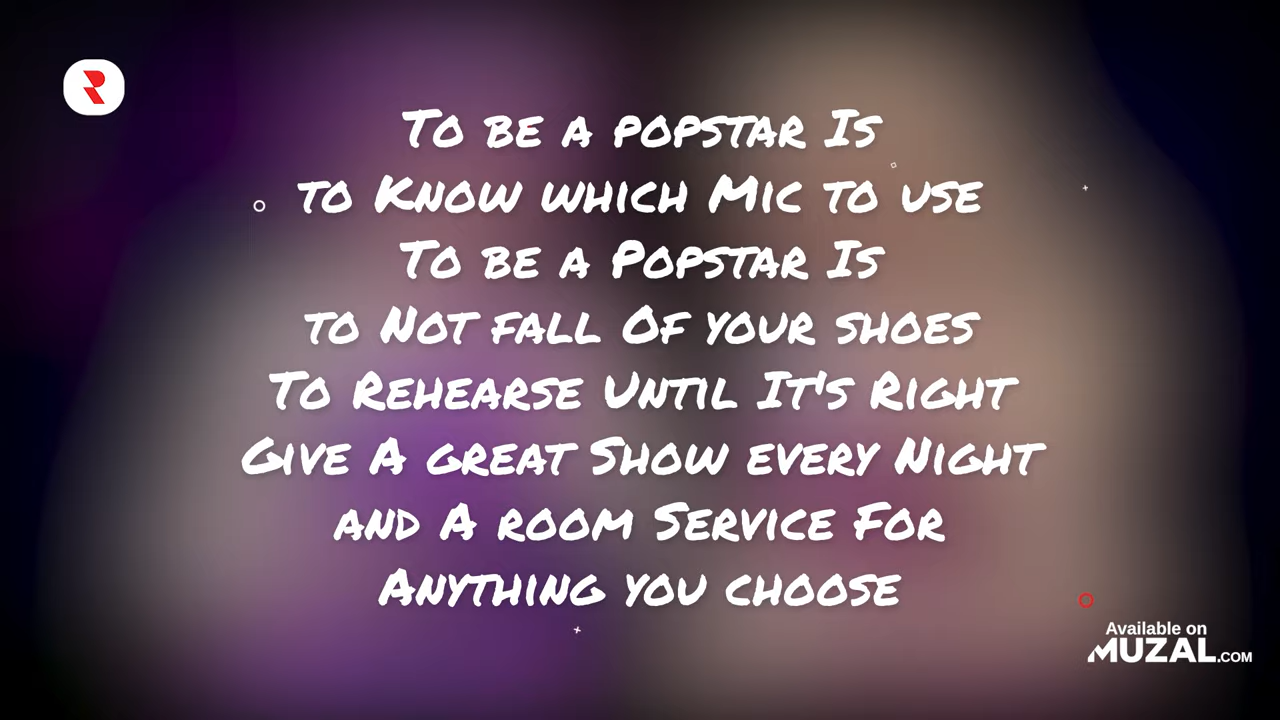 To be a popstar Is
to Know which Mic to use
To be a Popstar Is
to Not fall Of your shoes
To Rehearse Until It's Right
Give A great Show every Night
and A room Service For
Anything you choose
Available on
MUZAL.COM